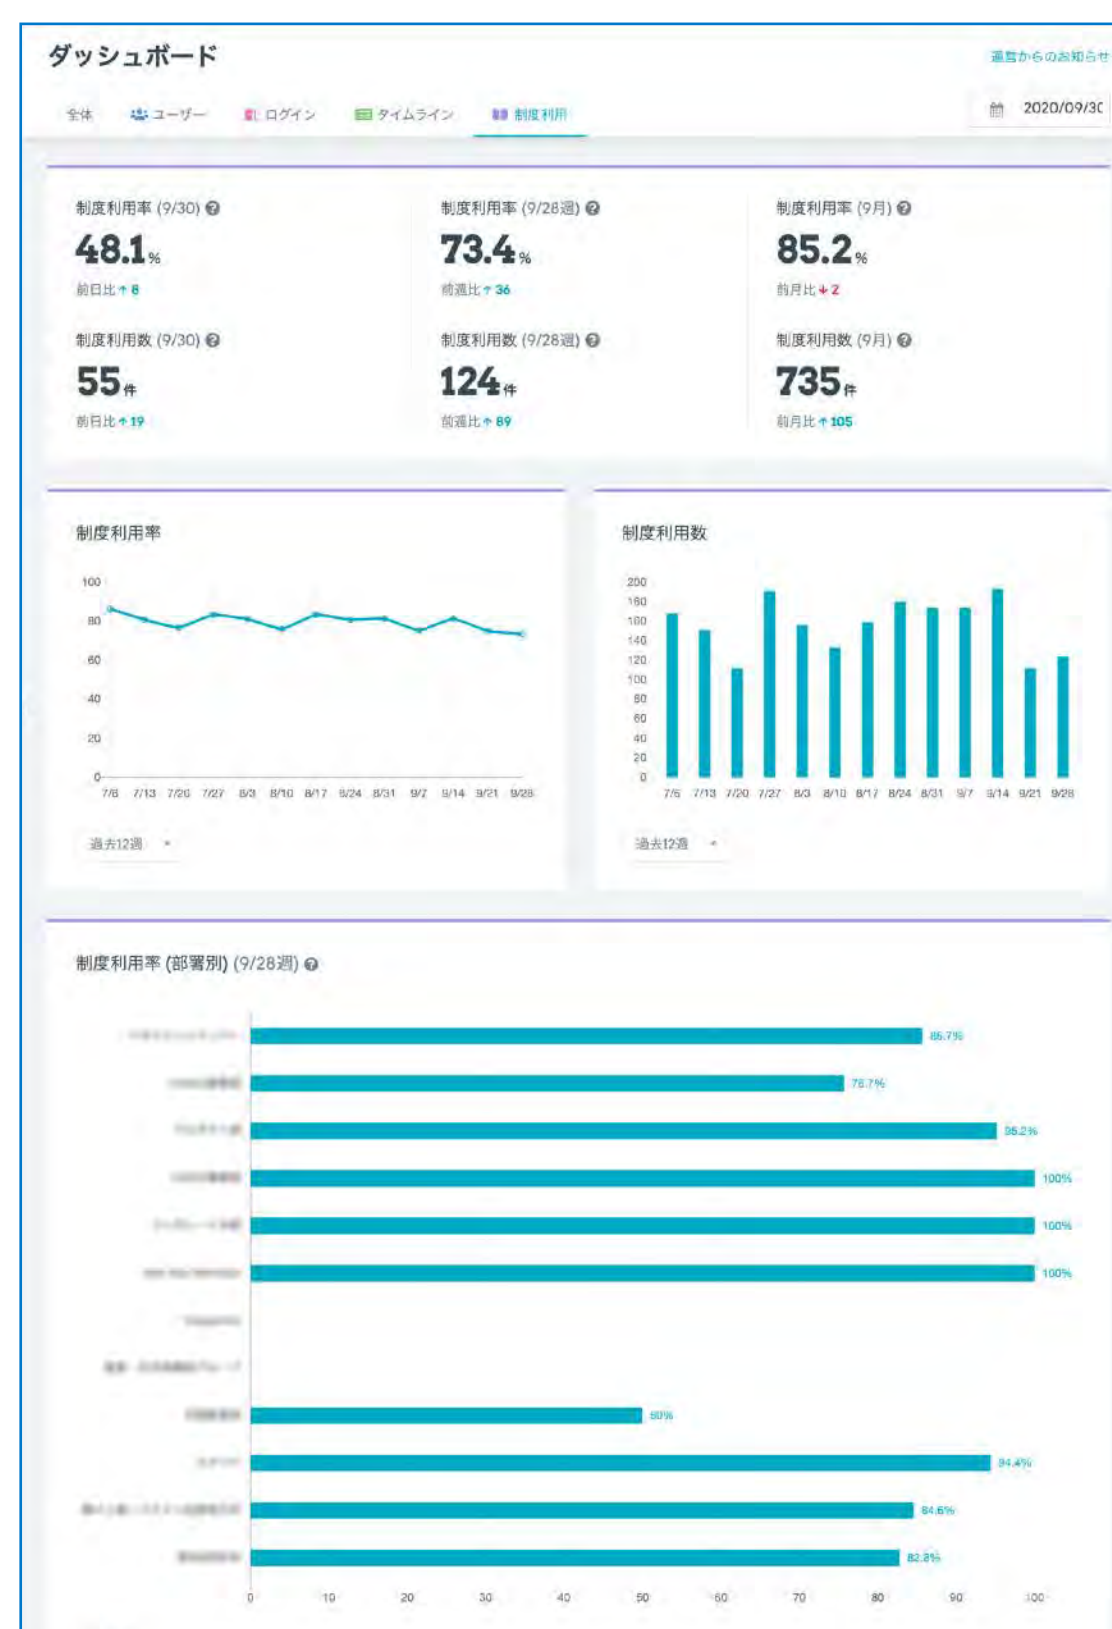 ダッシュボード
運営からのお知らせ
全体 ユーザー ログイン タイムライン 制度利用
2020/09/30
制度利用率 (9/30) 制度利用率 (9/28週) 制度利用率 (9月)
48.1% 73.4% 85.2%
前日比↑8 前週比↑36 前月比↓2
制度利用数 (9/30) 制度利用数 (9/28週) 制度利用数 (9月)
55件 124件 735件
前日比↑19 前週比↑89 前月比↑105
制度利用率
100
80
60
40
20
0
7/6 7/13 7/20 7/27 8/3 8/10 8/17 8/24 8/31 9/7 9/14 9/21 9/28
過去12週
制度利用数
200
180
160
140
120
100
80
60
40
20
0
7/6 7/13 7/20 7/27 8/3 8/10 8/17 8/24 8/31 9/7 9/14 9/21 9/28
過去12週
制度利用率 (部署別) (9/28週)
95.2%
100%
100%
100%
50%
94.4%
84.6%
0 10 20 30 40 50 60 70 80 90 100